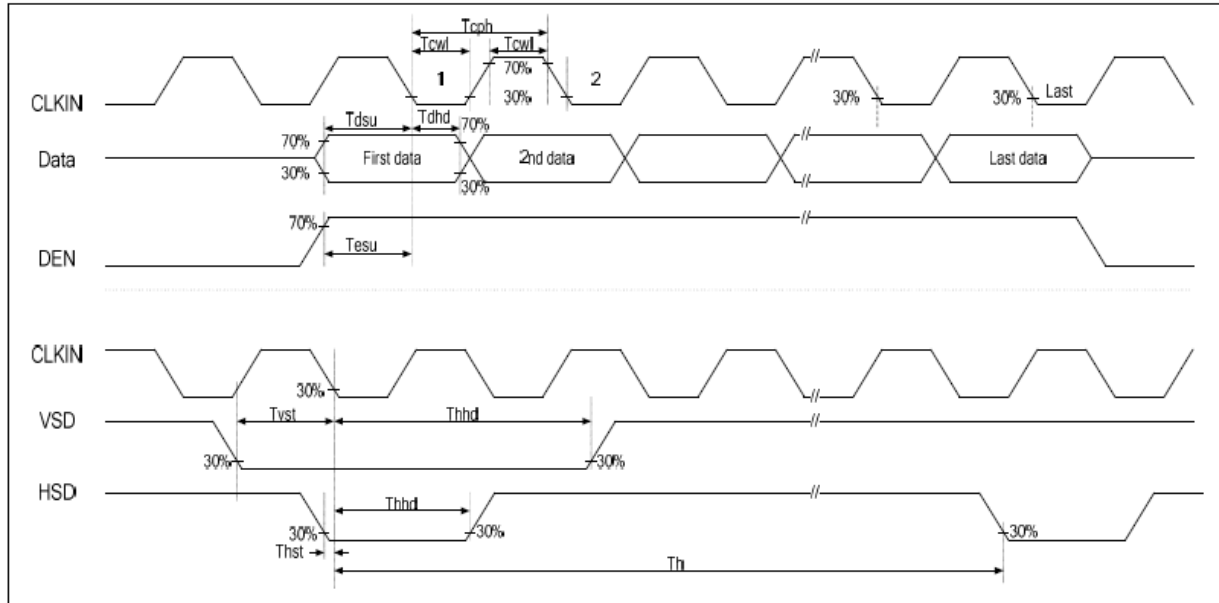 Tcph
Tcwl Tcwl
1 70% 2
CLKIN 30% 30% 30% Last
Tdsu Tdhd
70% 70%
Data First data 2nd data Last data
30% 30%
70%
DEN Tesu
CLKIN
30%
VSD Tvst Thhd
30% 30%
HSD Thhd
30% 30% 30%
Thst
Th